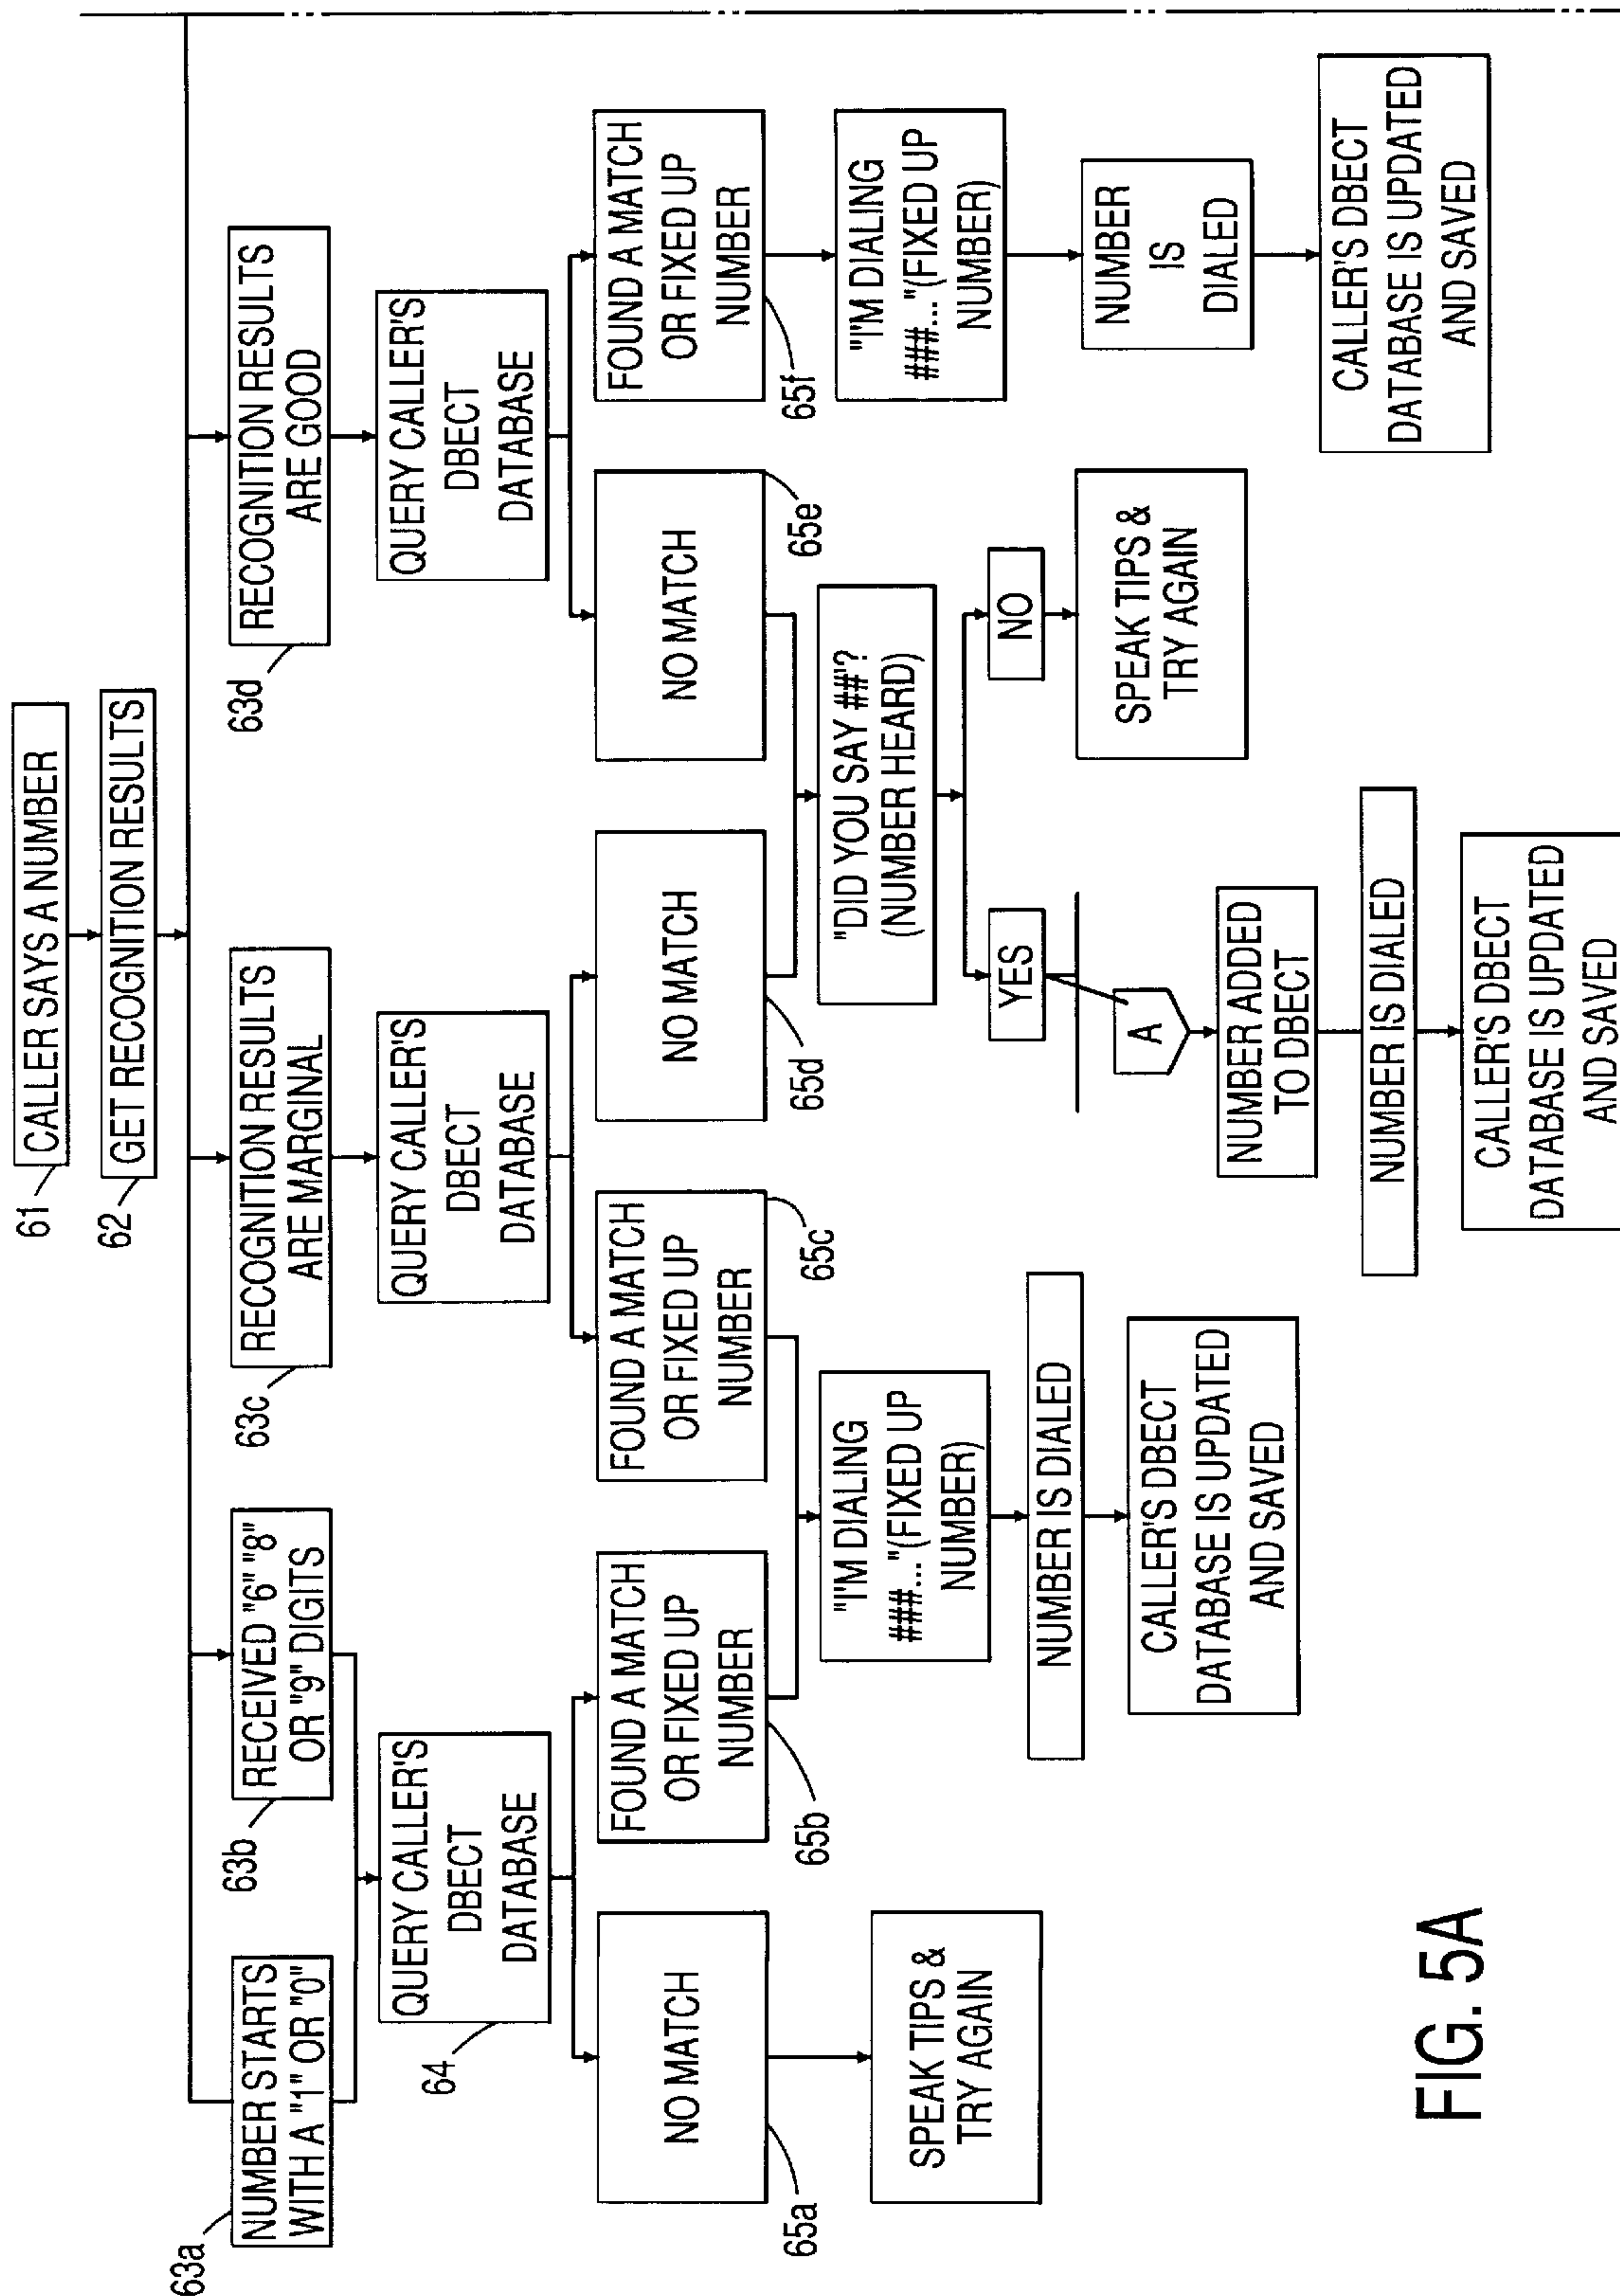 61
CALLER SAYS A NUMBER
62
GET RECOGNITION RESULTS
63a
NUMBER STARTS
WITH A "1" OR "0"
63b
RECEIVED "6" "8"
OR "9" DIGITS
63c
RECOGNITION RESULTS
ARE MARGINAL
63d
RECOGNITION RESULTS
ARE GOOD
64
QUERY CALLER'S
DBECT
DATABASE
QUERY CALLER'S
DBECT
DATABASE
QUERY CALLER'S
DBECT
DATABASE
65a
NO MATCH
65b
FOUND A MATCH
OR FIXED UP
NUMBER
65c
FOUND A MATCH
OR FIXED UP
NUMBER
65d
NO MATCH
65e
NO MATCH
65f
FOUND A MATCH
OR FIXED UP
NUMBER
SPEAK TIPS &
TRY AGAIN
"I'M DIALING
###..."(FIXED UP
NUMBER)
NUMBER IS DIALED
CALLER'S DBECT
DATABASE IS UPDATED
AND SAVED
"DID YOU SAY ##"?
(NUMBER HEARD)
YES
NO
A
NUMBER ADDED
TO DBECT
NUMBER IS DIALED
CALLER'S DBECT
DATABASE IS UPDATED
AND SAVED
SPEAK TIPS &
TRY AGAIN
"I'M DIALING
###..."(FIXED UP
NUMBER)
NUMBER
IS
DIALED
CALLER'S DBECT
DATABASE IS UPDATED
AND SAVED
FIG. 5A